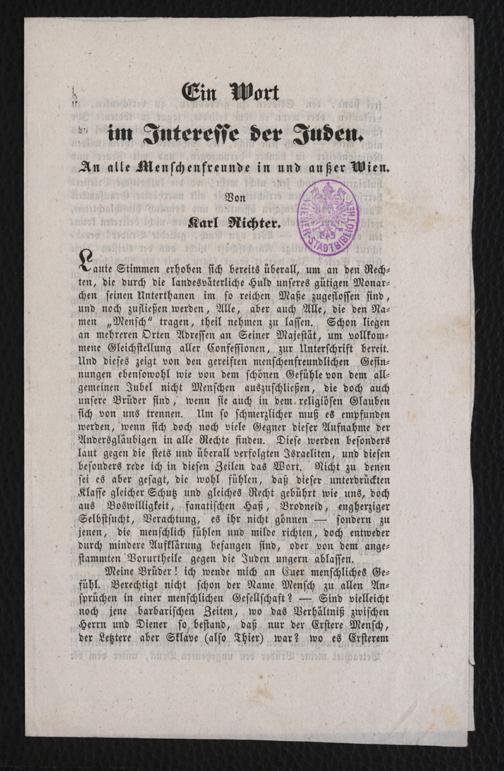 Ein Wort
im Interesse der Juden.
An alle Menschenfreunde in und außer Wien.
Von
Karl Richter.
WIENER-STADTBIBLIOTHEK
Laute Stimmen erhoben sich bereits überall, um an den Rech-
ten, die durch die landesväterliche Huld unseres gütigen Monar-
chen seinen Unterthanen im so reichen Maße zugeflossen sind,
und noch zufließen werden, Alle, aber auch Alle, die den Na-
men „Mensch“ tragen, theil nehmen zu lassen. Schon liegen
an mehreren Orten Adressen an Seiner Majestät, um vollkom-
mene Gleichstellung aller Confessionen, zur Unterschrift bereit.
Und dieses zeigt von den gereiften menschenfreundlichen Gesin-
nungen ebensowohl wie von dem schönen Gefühle von dem all-
gemeinen Jubel nicht Menschen auszuschließen, die doch auch
unsere Brüder sind, wenn sie auch in dem religiösen Glauben
sich von uns trennen. Um so schmerzlicher muß es empfunden
werden, wenn sich doch noch viele Gegner dieser Aufnahme der
Andersgläubigen in alle Rechte finden. Diese werden besonders
laut gegen die stets und überall verfolgten Israeliten, und diesen
besonders rede ich in diesen Zeilen das Wort. Nicht zu denen
sei es aber gesagt, die wohl fühlen, daß dieser unterdrückten
Klasse gleicher Schutz und gleiches Recht gebührt wie uns, doch
aus Boswilligkeit, fanatischen Haß, Brodneid, engherziger
Selbstsucht, Verachtung, es ihr nicht gönnen — sondern zu
jenen, die menschlich fühlen und milde richten, doch entweder
durch mindere Aufklärung befangen sind, oder von dem ange-
stammten Vorurtheile gegen die Juden ungern ablassen.
Meine Brüder! ich wende mich an Euer menschliches Ge-
fühl. Berechtigt nicht schon der Name Mensch zu allen An-
sprüchen in einer menschlichen Gesellschaft? — Sind vielleicht
noch jene barbarischen Zeiten, wo das Verhältniß zwischen
Herrn und Diener so bestand, daß nur der Erstere Mensch,
der Letztere aber Sklave (also Thier) war? wo es Ersterem